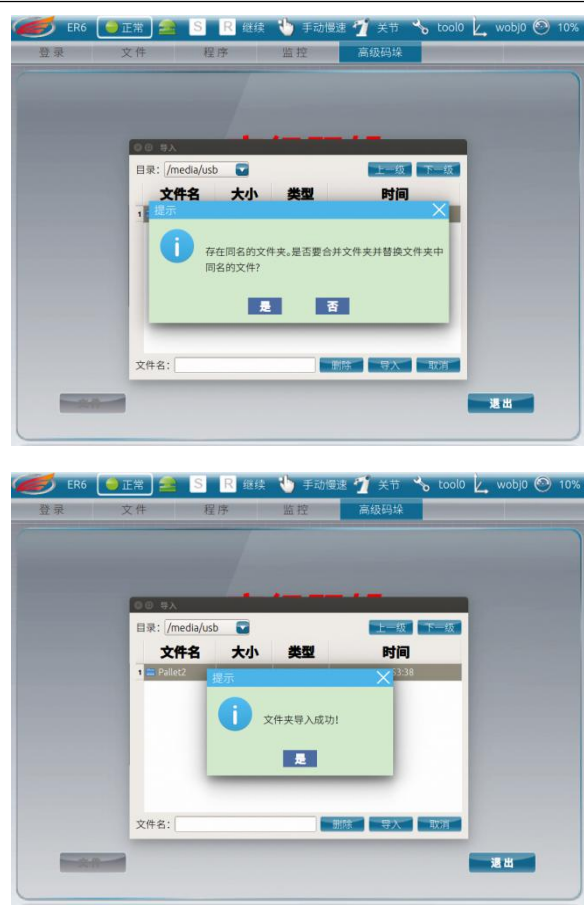 ER6 正常 S R 继续 手动慢速 关节 tool0 wobj0 10%
登录 文件 程序 监控 高级码垛
导入
目录: /media/usb 上一级 下一级
文件名 大小 类型 时间
1
提示
存在同名的文件夹。是否要合并文件夹并替换文件夹中
同名的文件?
是 否
文件名: 删除 导入 取消
文件 退出
ER6 正常 S R 继续 手动慢速 关节 tool0 wobj0 10%
登录 文件 程序 监控 高级码垛
导入
目录: /media/usb 上一级 下一级
文件名 大小 类型 时间
1 Pallet2 53:38
提示
文件夹导入成功!
是
文件名: 删除 导入 取消
文件 退出